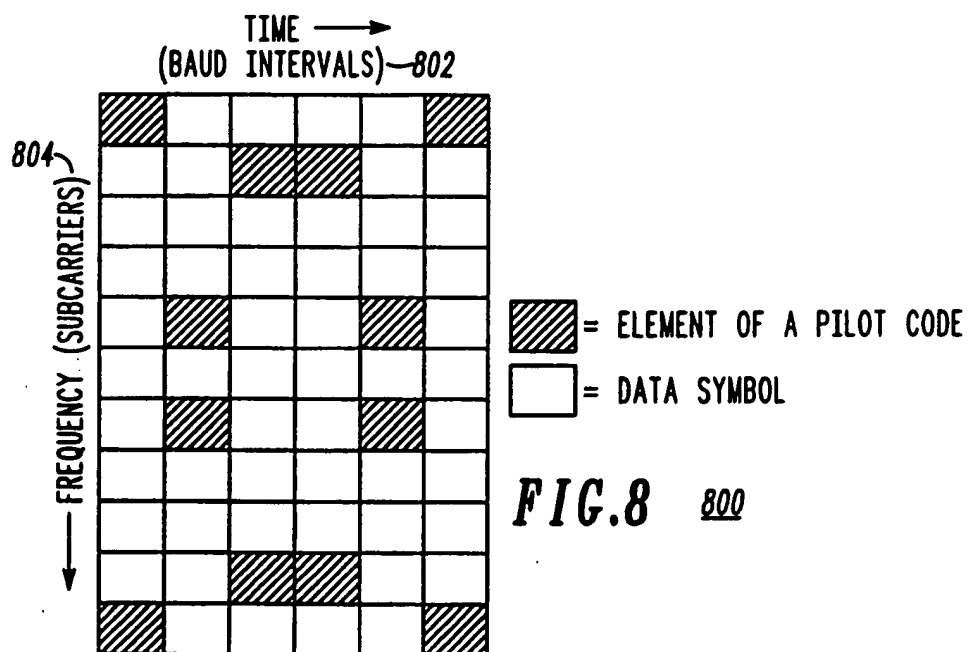 TIME
(BAUD INTERVALS) 802
804
FREQUENCY (SUBCARRIERS)
= ELEMENT OF A PILOT CODE
= DATA SYMBOL
FIG.8 800